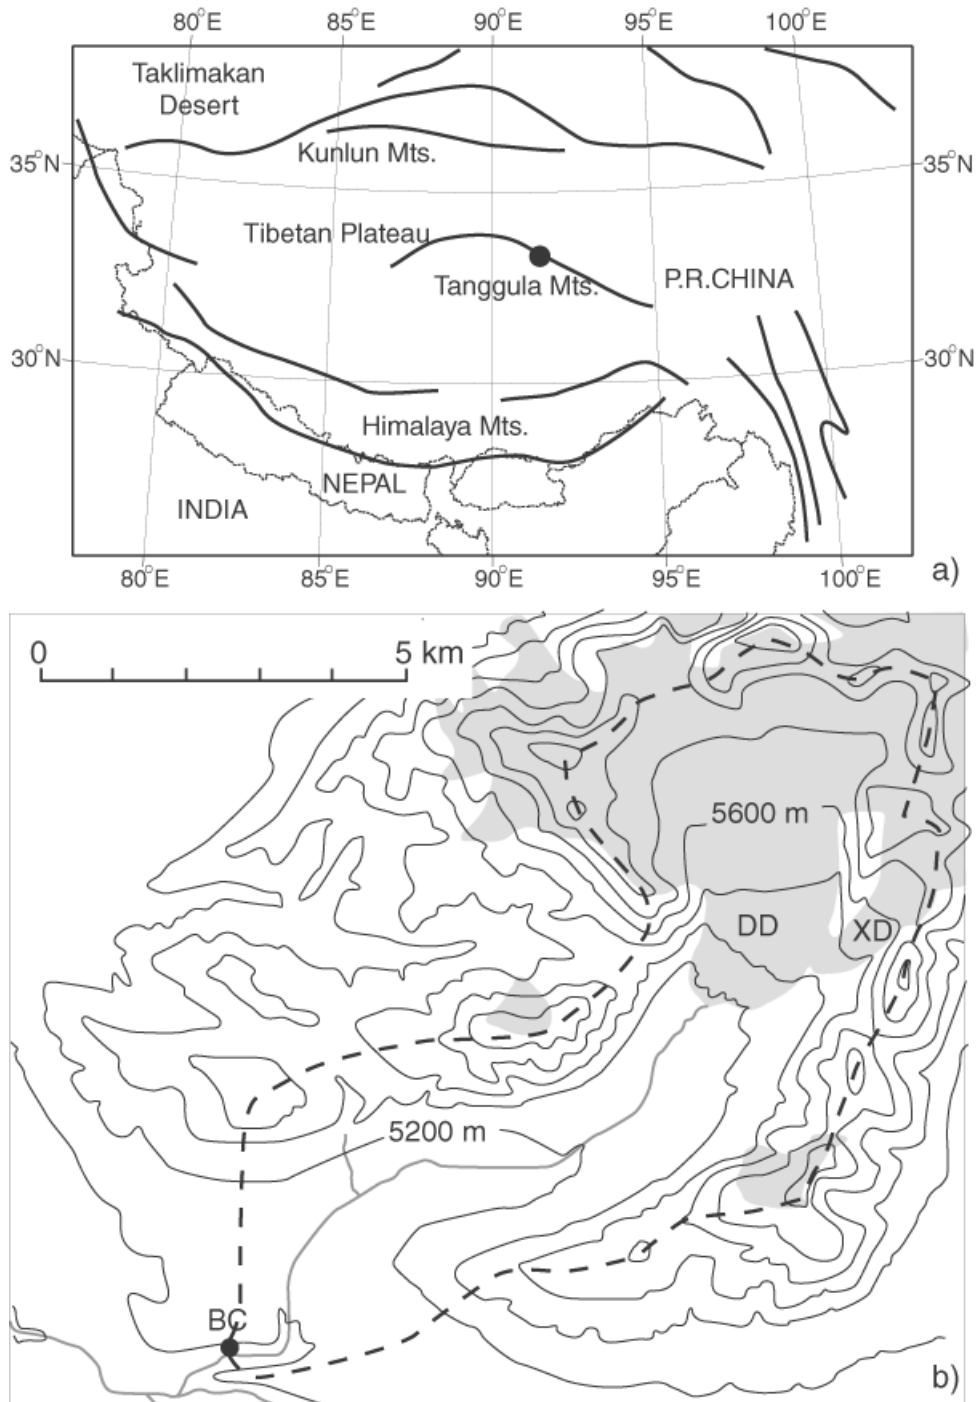 80°E 85°E 90°E 95°E 100°E
Taklimakan
Desert
Kunlun Mts.
35°N 35°N
Tibetan Plateau
Tanggula Mts. P.R.CHINA
30°N 30°N
Himalaya Mts.
NEPAL
INDIA
80°E 85°E 90°E 95°E 100°E
a)
0 5 km
5600 m
DD XD
5200 m
BC
b)